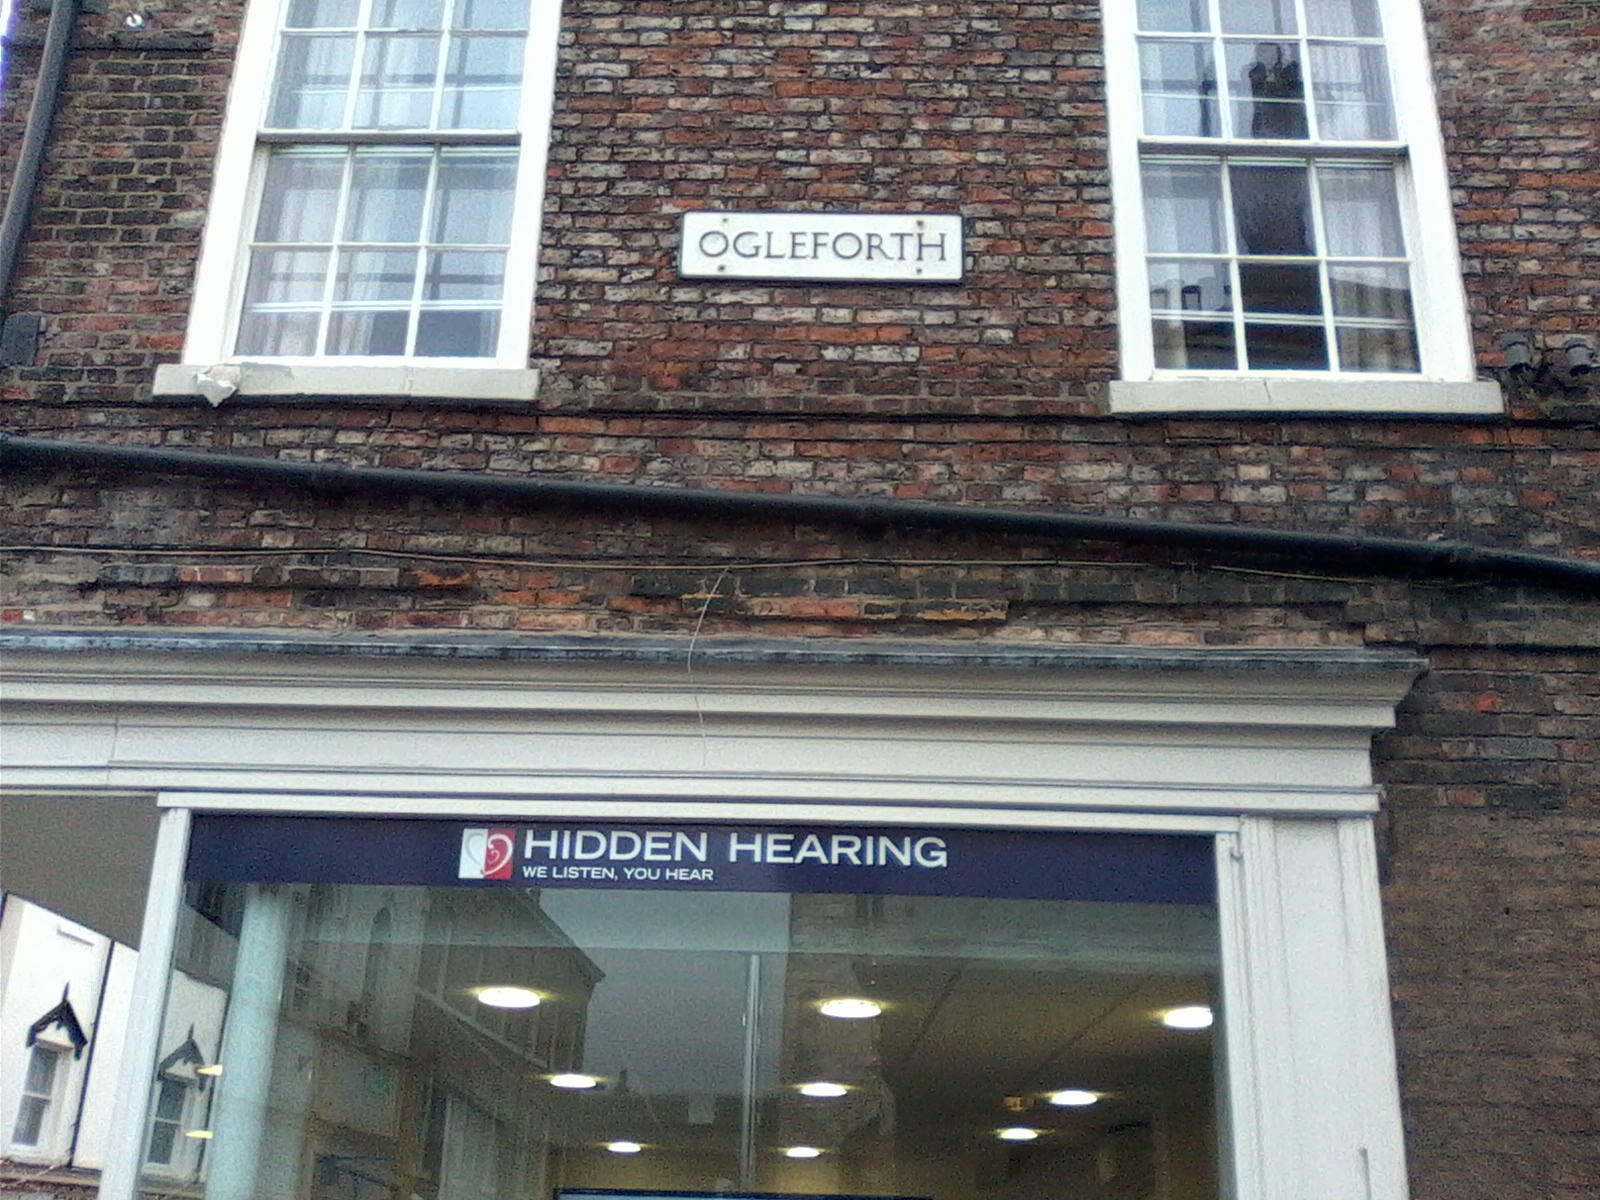 OGLEFORTH
HIDDEN HEARING
WE LISTEN, YOU HEAR